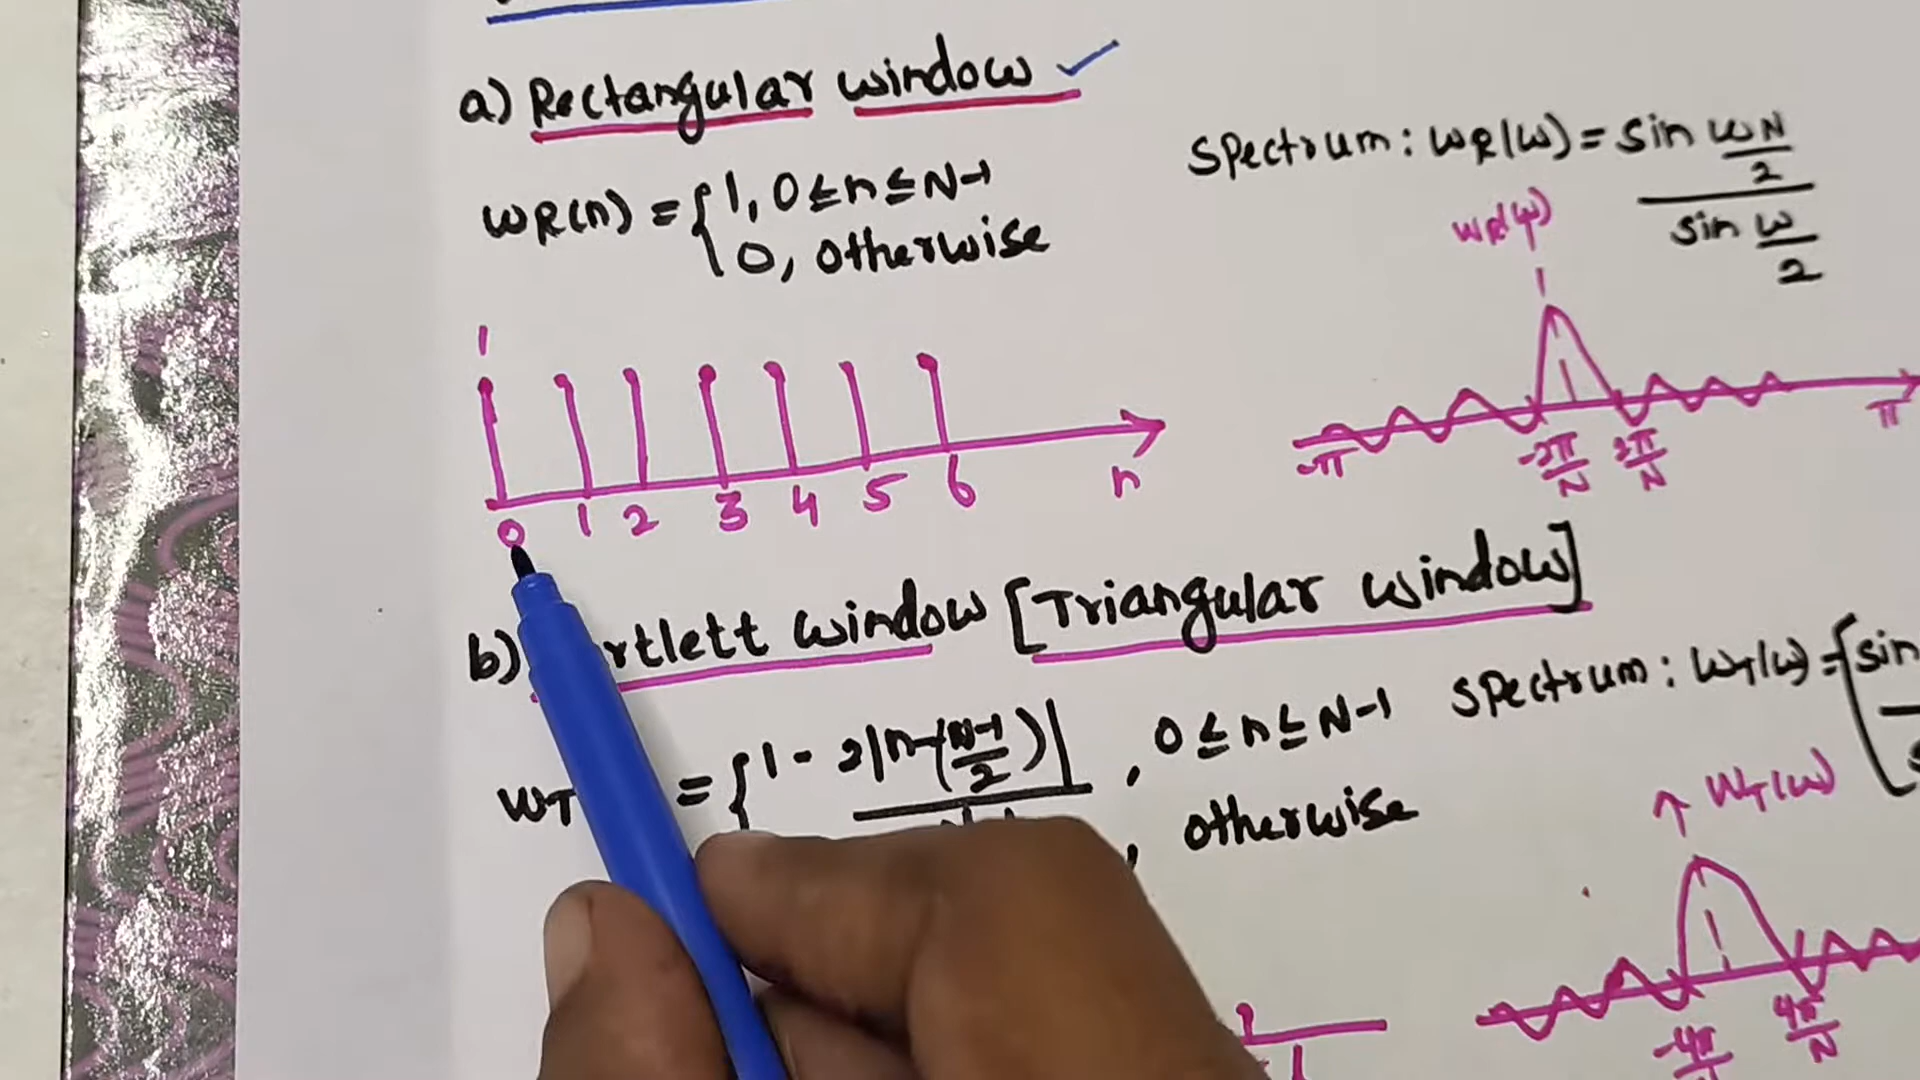 a) Rectangular window ✓
wR(n) = { 1, 0 ≤ n ≤ N-1
0, otherwise
Spectrum : WR(ω) = sin ωN/2
sin ω/2
WR(ω)
1
-π -2π/N 2π/N π
1
0 1 2 3 4 5 6 n
b) window [Triangular window]
wT = { 1 - 2|n-(N-1/2)| , 0 ≤ n ≤ N-1
, otherwise
Spectrum : WT(ω) = [sin
↑ WT(ω)
-4π 4π/N